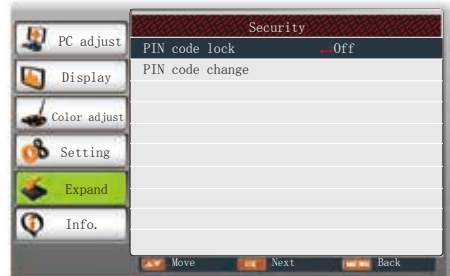 Security
PC adjust
Display
Color adjust
Setting
Expand
Info.
PIN code lock Off
PIN code change
Move Next Back